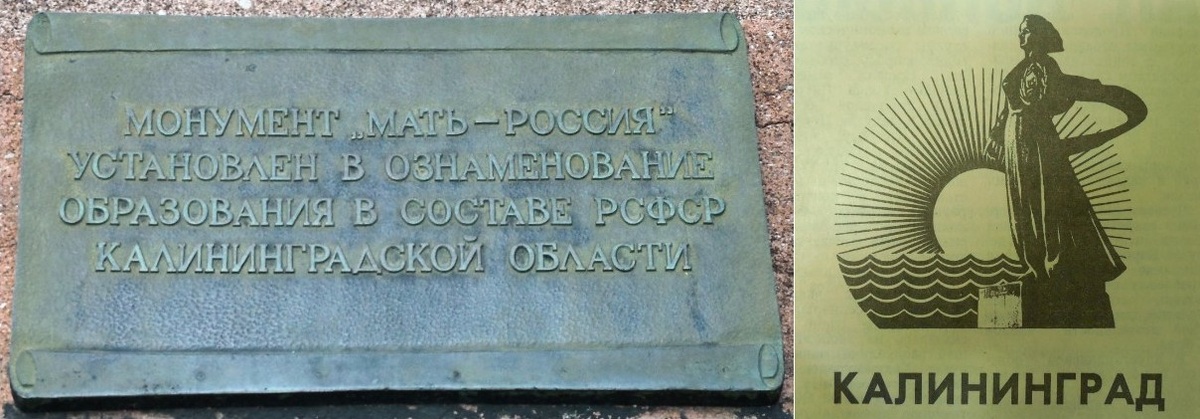 МОНУМЕНТ „МАТЬ–РОССИЯ“
УСТАНОВЛЕН В ОЗНАМЕНОВАНИЕ
ОБРАЗОВАНИЯ В СОСТАВЕ РСФСР
КАЛИНИНГРАДСКОЙ ОБЛАСТИ
КАЛИНИНГРАД